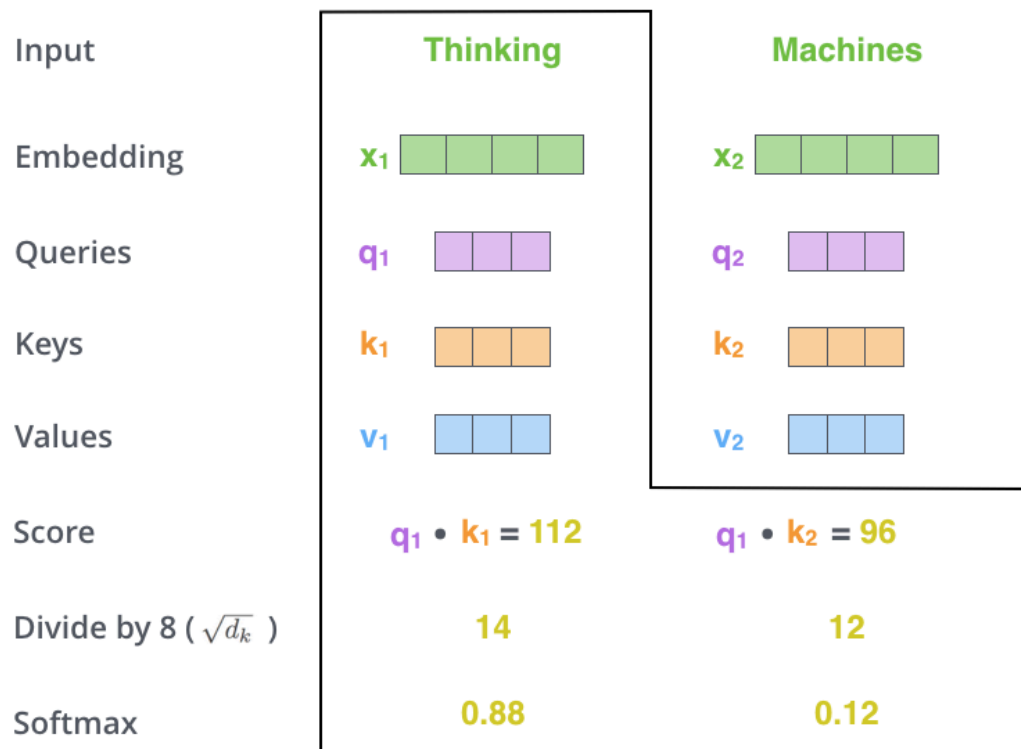 Input Thinking Machines
Embedding x₁ x₂
Queries q₁ q₂
Keys k₁ k₂
Values v₁ v₂
Score q₁ • k₁ = 112 q₁ • k₂ = 96
Divide by 8 ( √dₖ ) 14 12
Softmax 0.88 0.12